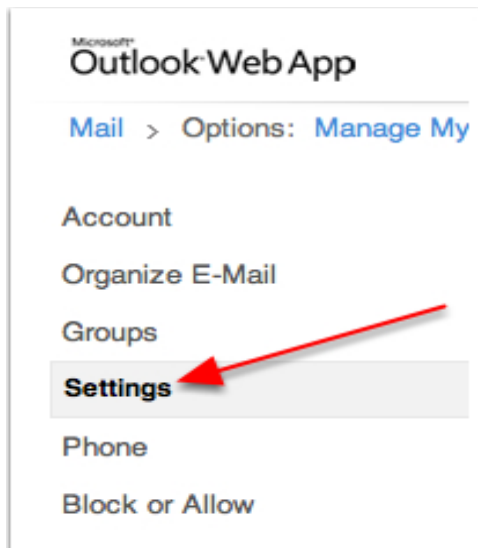 Microsoft
Outlook Web App
Mail > Options: Manage My
Account
Organize E-Mail
Groups
Settings
Phone
Block or Allow